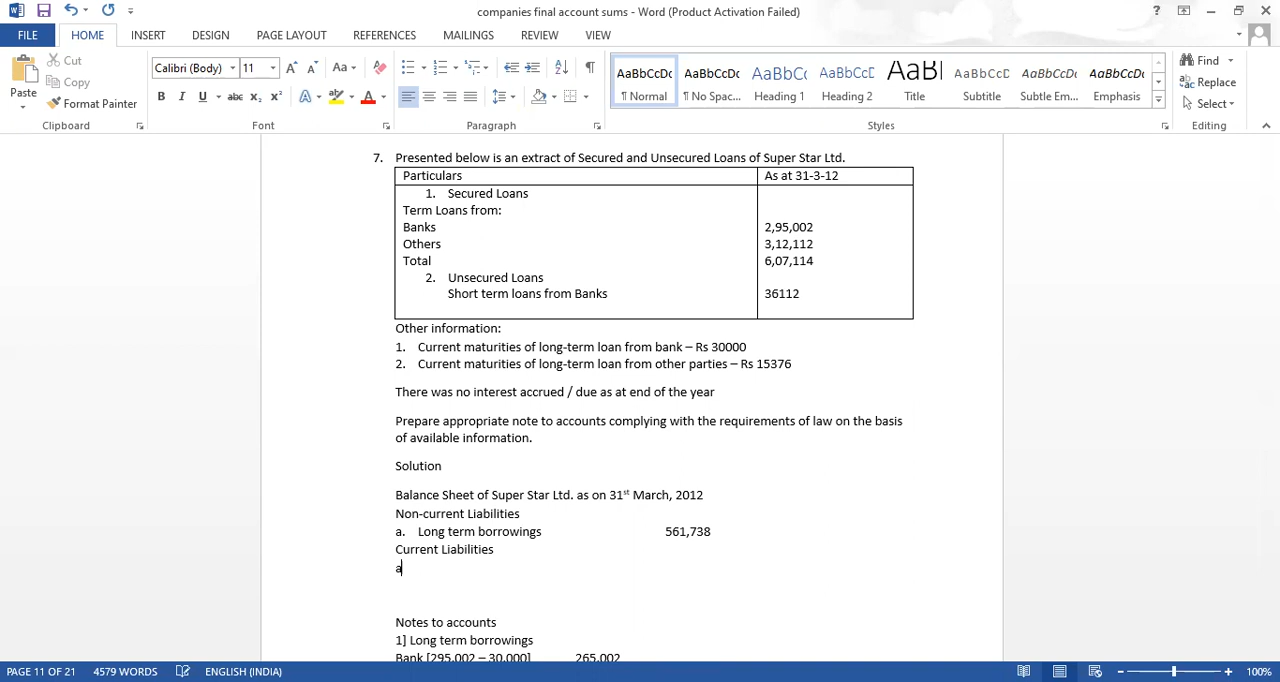 companies final account sums - Word (Product Activation Failed)
FILE HOME INSERT DESIGN PAGE LAYOUT REFERENCES MAILINGS REVIEW VIEW
Paste
Cut
Copy
Format Painter
Clipboard
Calibri (Body) 11
Font
Paragraph
AaBbCcDc AaBbCcDc AaBbCc AaBbCcD AaBl AaBbCcD AaBbCcDc AaBbCcDc
¶ Normal ¶ No Spac... Heading 1 Heading 2 Title Subtitle Subtle Em... Emphasis
Styles
Find
Replace
Select
Editing
7. Presented below is an extract of Secured and Unsecured Loans of Super Star Ltd.
Particulars As at 31-3-12
1. Secured Loans
Term Loans from:
Banks 2,95,002
Others 3,12,112
Total 6,07,114
2. Unsecured Loans
Short term loans from Banks 36112
Other information:
1. Current maturities of long-term loan from bank – Rs 30000
2. Current maturities of long-term loan from other parties – Rs 15376
There was no interest accrued / due as at end of the year
Prepare appropriate note to accounts complying with the requirements of law on the basis
of available information.
Solution
Balance Sheet of Super Star Ltd. as on 31st March, 2012
Non-current Liabilities
a. Long term borrowings 561,738
Current Liabilities
a
Notes to accounts
1] Long term borrowings
Bank [295,002 – 30,000] 265,002
PAGE 11 OF 21 4579 WORDS ENGLISH (INDIA) 100%